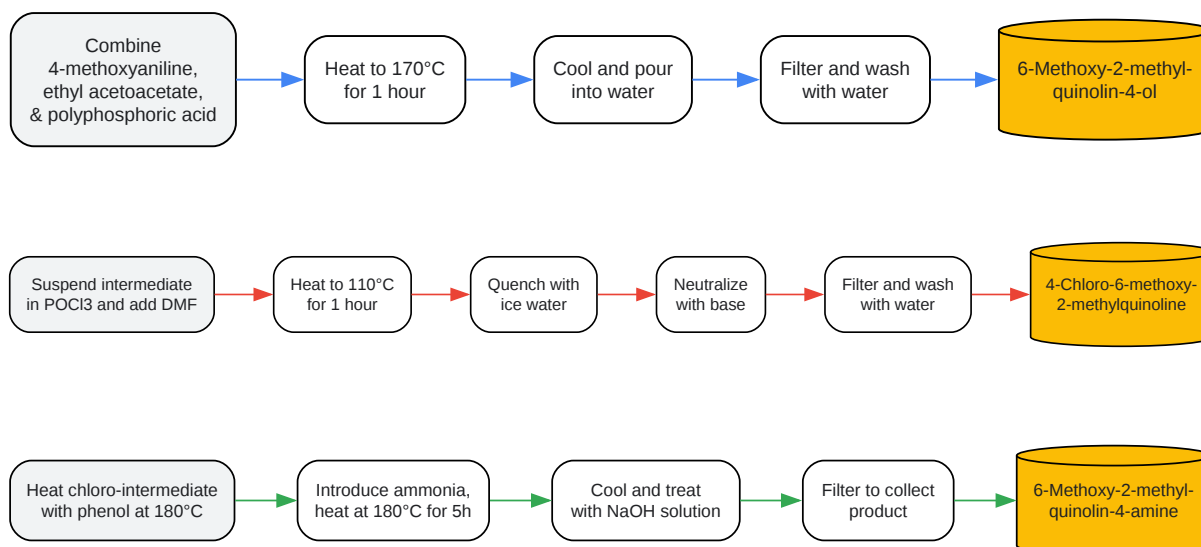 Combine
4-methoxyaniline,
ethyl acetoacetate,
& polyphosphoric acid
Heat to 170°C
for 1 hour
Cool and pour
into water
Filter and wash
with water
6-Methoxy-2-methyl-
quinolin-4-ol
Suspend intermediate
in POCl3 and add DMF
Heat to 110°C
for 1 hour
Quench with
ice water
Neutralize
with base
Filter and wash
with water
4-Chloro-6-methoxy-
2-methylquinoline
Heat chloro-intermediate
with phenol at 180°C
Introduce ammonia,
heat at 180°C for 5h
Cool and treat
with NaOH solution
Filter to collect
product
6-Methoxy-2-methyl-
quinolin-4-amine